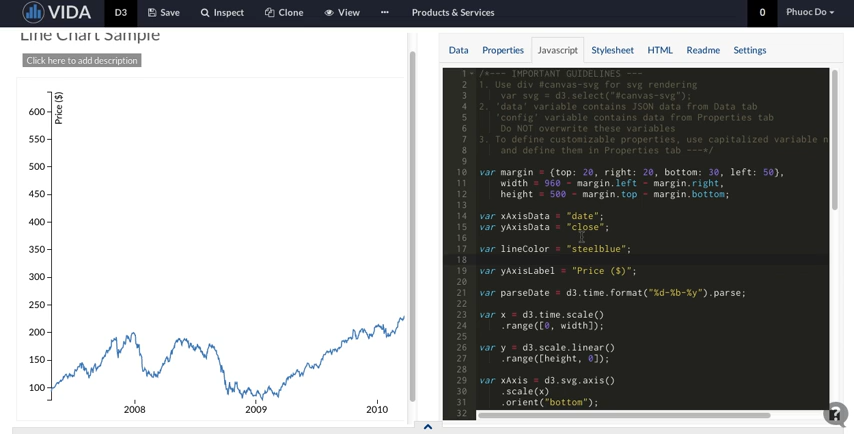 VIDA D3 Save Inspect Clone View ... Products & Services 0 Phuoc Do
Line Chart Sample
Click here to add description
Data Properties Javascript Stylesheet HTML Readme Settings
Price ($)
600
550
500
450
400
350
300
250
200
150
100
2008 2009 2010
1 /*--- IMPORTANT GUIDELINES ---
2 1. Use div #canvas-svg for svg rendering
3 var svg = d3.select("#canvas-svg");
4 2. 'data' variable contains JSON data from Data tab
5 'config' variable contains data from Properties tab
6 Do NOT overwrite these variables
7 3. To define customizable properties, use capitalized variable n
8 and define them in Properties tab ---*/
9
10 var margin = {top: 20, right: 20, bottom: 30, left: 50},
11 width = 960 - margin.left - margin.right,
12 height = 500 - margin.top - margin.bottom;
13
14 var xAxisData = "date";
15 var yAxisData = "close";
16
17 var lineColor = "steelblue";
18
19 var yAxisLabel = "Price ($)";
20
21 var parseDate = d3.time.format("%d-%b-%y").parse;
22
23 var x = d3.time.scale()
24 .range([0, width]);
25
26 var y = d3.scale.linear()
27 .range([height, 0]);
28
29 var xAxis = d3.svg.axis()
30 .scale(x)
31 .orient("bottom");
32
?